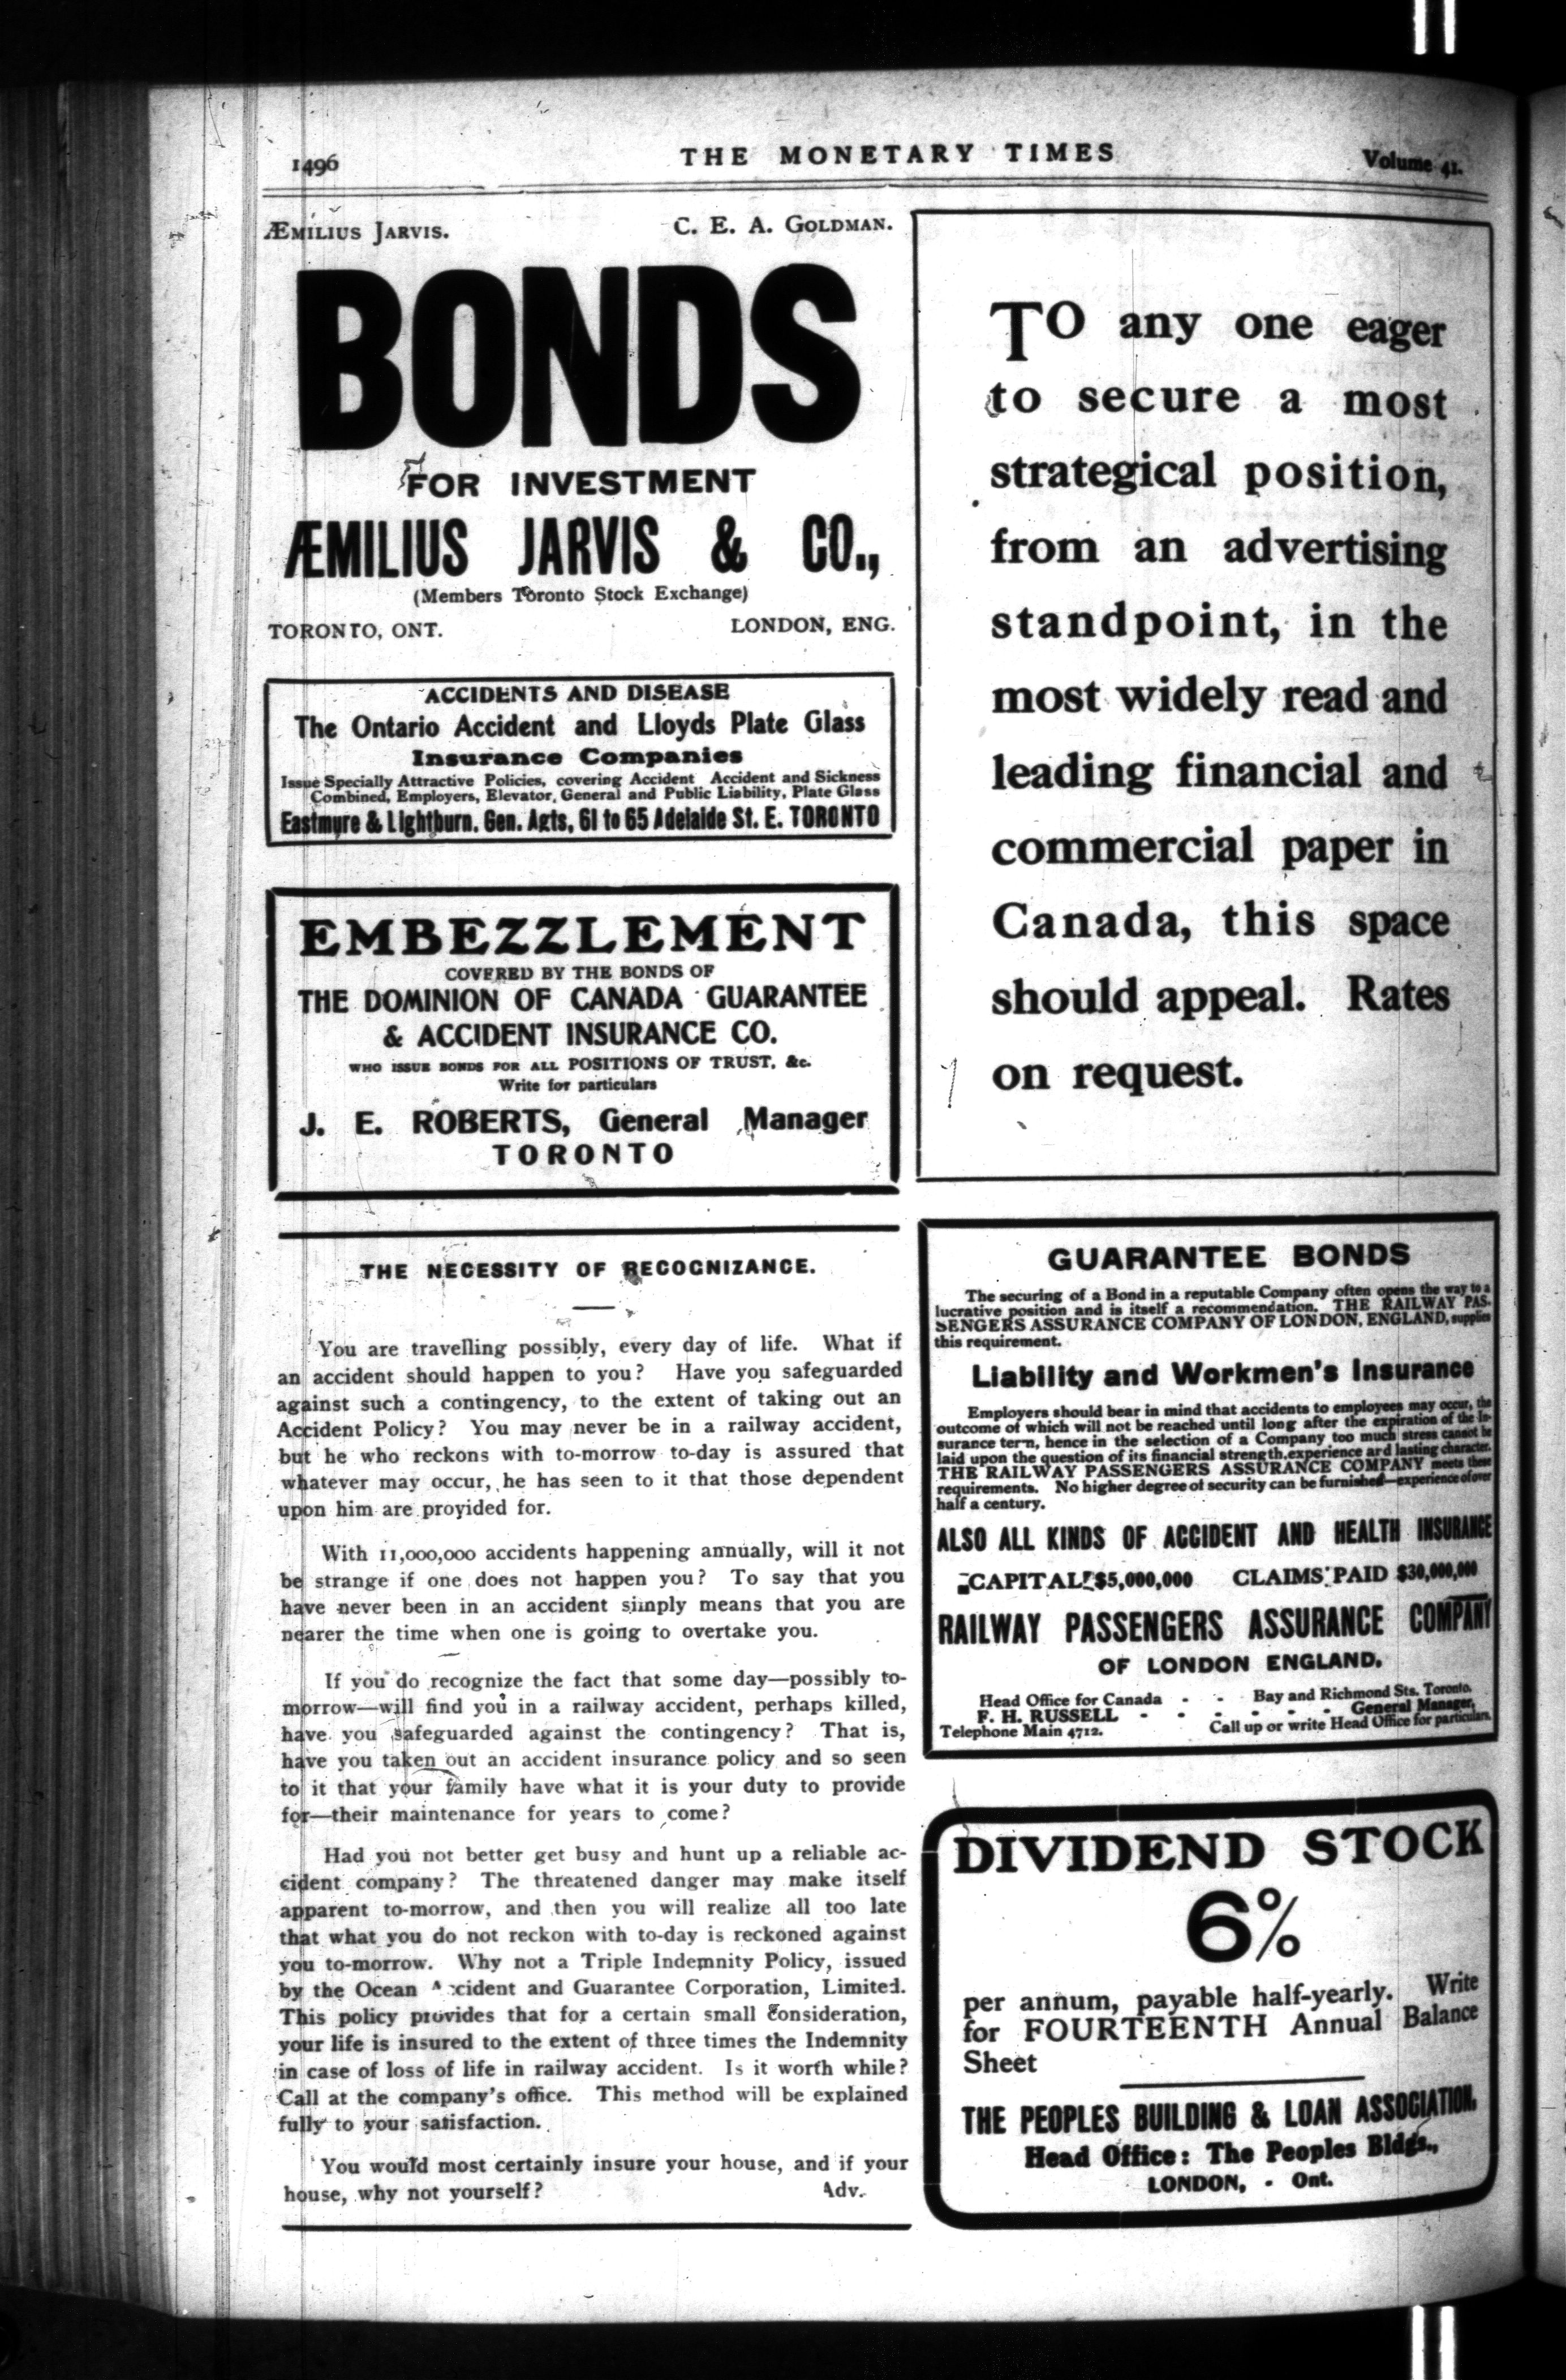 1496
THE MONETARY TIMES
Volume 41.
ÆMILIUS JARVIS.
C. E. A. GOLDMAN.
BONDS
FOR INVESTMENT
ÆMILIUS JARVIS & CO.,
(Members Toronto Stock Exchange)
TORONTO, ONT.
LONDON, ENG.
ACCIDENTS AND DISEASE
The Ontario Accident and Lloyds Plate Glass
Insurance Companies
Issue Specially Attractive Policies, covering Accident Accident and Sickness
Combined, Employers, Elevator, General and Public Liability, Plate Glass
Eastmure & Lightburn. Gen. Agts, 61 to 65 Adelaide St. E. TORONTO
EMBEZZLEMENT
COVERED BY THE BONDS OF
THE DOMINION OF CANADA GUARANTEE
& ACCIDENT INSURANCE CO.
WHO ISSUE BONDS FOR ALL POSITIONS OF TRUST, &c.
Write for particulars
J. E. ROBERTS, General Manager
TORONTO
THE NECESSITY OF RECOGNIZANCE.
You are travelling possibly, every day of life. What if
an accident should happen to you? Have you safeguarded
against such a contingency, to the extent of taking out an
Accident Policy? You may never be in a railway accident,
but he who reckons with to-morrow to-day is assured that
whatever may occur, he has seen to it that those dependent
upon him are provided for.
With 11,000,000 accidents happening annually, will it not
be strange if one does not happen you? To say that you
have never been in an accident simply means that you are
nearer the time when one is going to overtake you.
If you do recognize the fact that some day—possibly to-
morrow—will find you in a railway accident, perhaps killed,
have you safeguarded against the contingency? That is,
have you taken out an accident insurance policy and so seen
to it that your family have what it is your duty to provide
for—their maintenance for years to come?
Had you not better get busy and hunt up a reliable ac-
cident company? The threatened danger may make itself
apparent to-morrow, and then you will realize all too late
that what you do not reckon with to-day is reckoned against
you to-morrow. Why not a Triple Indemnity Policy, issued
by the Ocean Accident and Guarantee Corporation, Limited.
This policy provides that for a certain small consideration,
your life is insured to the extent of three times the Indemnity
in case of loss of life in railway accident. Is it worth while?
Call at the company's office. This method will be explained
fully to your satisfaction.
You would most certainly insure your house, and if your
house, why not yourself? Adv.
TO any one eager
to secure a most
strategical position,
from an advertising
standpoint, in the
most widely read and
leading financial and
commercial paper in
Canada, this space
should appeal. Rates
on request.
GUARANTEE BONDS
The securing of a Bond in a reputable Company often opens the way to a
lucrative position and is itself a recommendation. THE RAILWAY PAS-
SENGERS ASSURANCE COMPANY OF LONDON, ENGLAND, supplies
this requirement.
Liability and Workmen's Insurance
Employers should bear in mind that accidents to employees may occur, the
outcome of which will not be reached until long after the expiration of the In-
surance term, hence in the selection of a Company too much stress cannot be
laid upon the question of its financial strength, experience and lasting character.
THE RAILWAY PASSENGERS ASSURANCE COMPANY meets these
requirements. No higher degree of security can be furnished—experience of over
half a century.
ALSO ALL KINDS OF ACCIDENT AND HEALTH INSURANCE
CAPITAL $5,000,000 CLAIMS PAID $30,000,000
RAILWAY PASSENGERS ASSURANCE COMPANY
OF LONDON ENGLAND.
Head Office for Canada - - Bay and Richmond Sts. Toronto.
F. H. RUSSELL - - - - - - General Manager,
Telephone Main 4712. Call up or write Head Office for particulars.
DIVIDEND STOCK
6%
per annum, payable half-yearly. Write
for FOURTEENTH Annual Balance
Sheet
THE PEOPLES BUILDING & LOAN ASSOCIATION,
Head Office: The Peoples Bldgs.,
LONDON, - Ont.